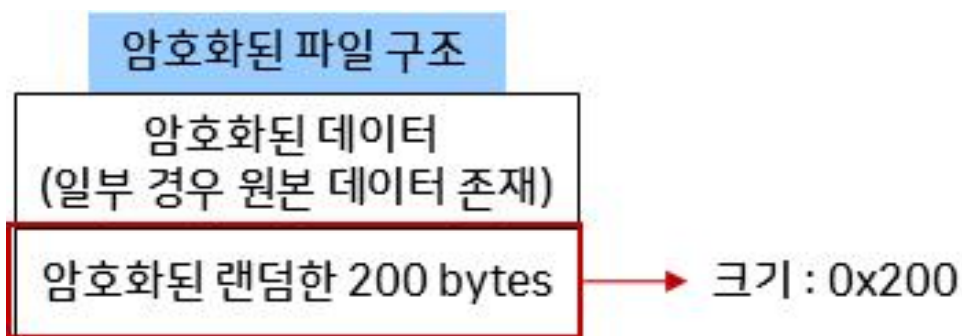 암호화된 파일 구조
암호화된 데이터
(일부 경우 원본 데이터 존재)
암호화된 랜덤한 200 bytes
크기 : 0x200